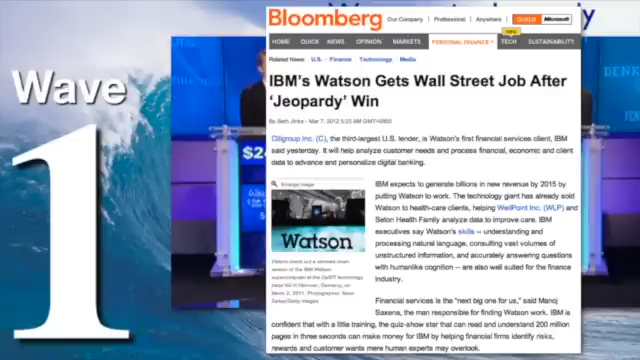 Wave
1
$2
Bloomberg
Our Company | Professional | Anywhere
HOME QUICK NEWS OPINION MARKETS PERSONAL FINANCE TECH SUSTAINABILITY
Related News: U.S. · Finance · Technology · Media
IBM's Watson Gets Wall Street Job After
'Jeopardy' Win
By Beth Jinks - Mar 7, 2012
Citigroup Inc. (C), the third-largest U.S. lender, is Watson's first financial services client, IBM
said yesterday. It will help analyze customer needs and process financial, economic and client
data to advance and personalize digital banking.
Enlarge image
Watson
IBM expects to generate billions in new revenue by 2015 by
putting Watson to work. The technology giant has already sold
Watson to health-care clients, helping WellPoint Inc. (WLP) and
Seton Health Family analyze data to improve care. IBM
executives say Watson's skills -- understanding and
processing natural language, consulting vast volumes of
unstructured information, and accurately answering questions
with humanlike cognition -- are also well suited for the finance
industry.
Financial services is the "next big one for us," said Manoj
Saxena, the man responsible for finding Watson work. IBM is
confident that with a little training, the quiz-show star that can read and understand 200 million
pages in three seconds can make money for IBM by helping financial firms identify risks,
rewards and customer wants mere human experts may overlook.